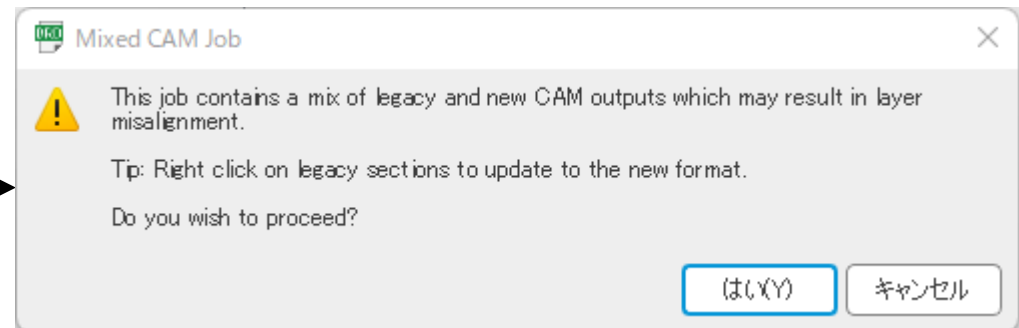 DRO
Mixed CAM Job
This job contains a mix of legacy and new CAM outputs which may result in layer
misalignment.
Tip: Right click on legacy sections to update to the new format.
Do you wish to proceed?
はい(Y)
キャンセル